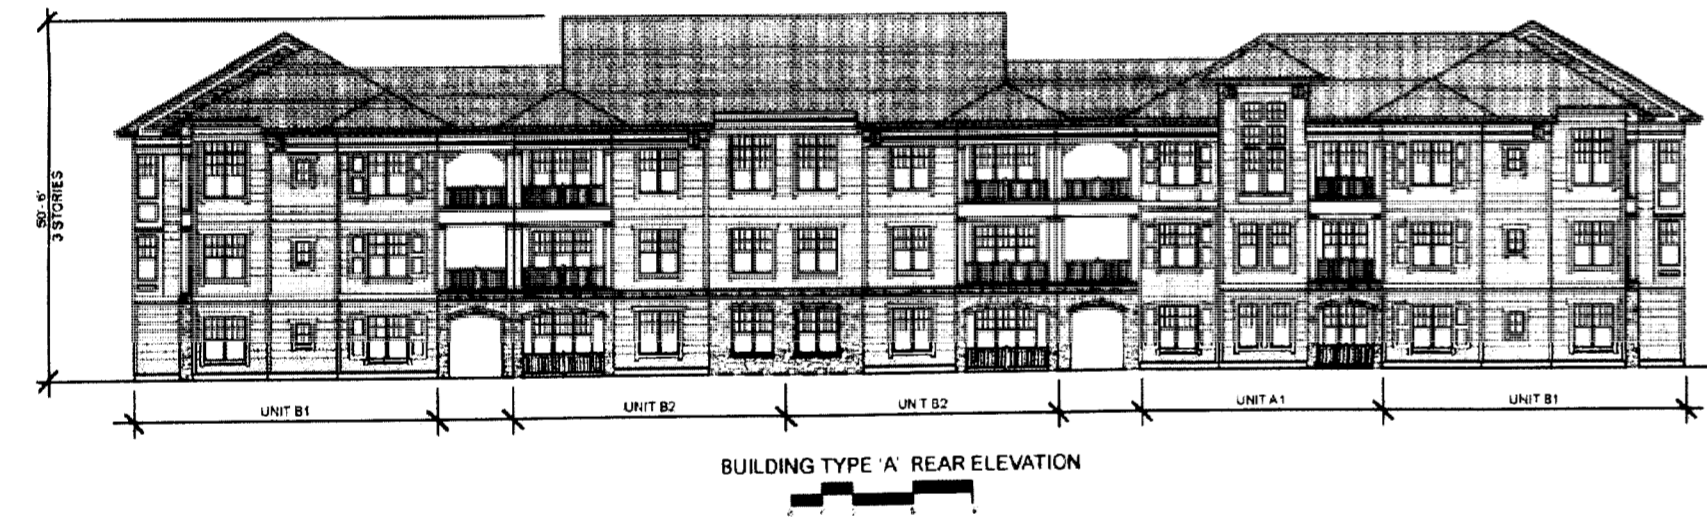 50'-6"
3 STORIES
UNIT B1
UNIT B2
UNIT B2
UNIT A1
UNIT B1
BUILDING TYPE 'A' REAR ELEVATION